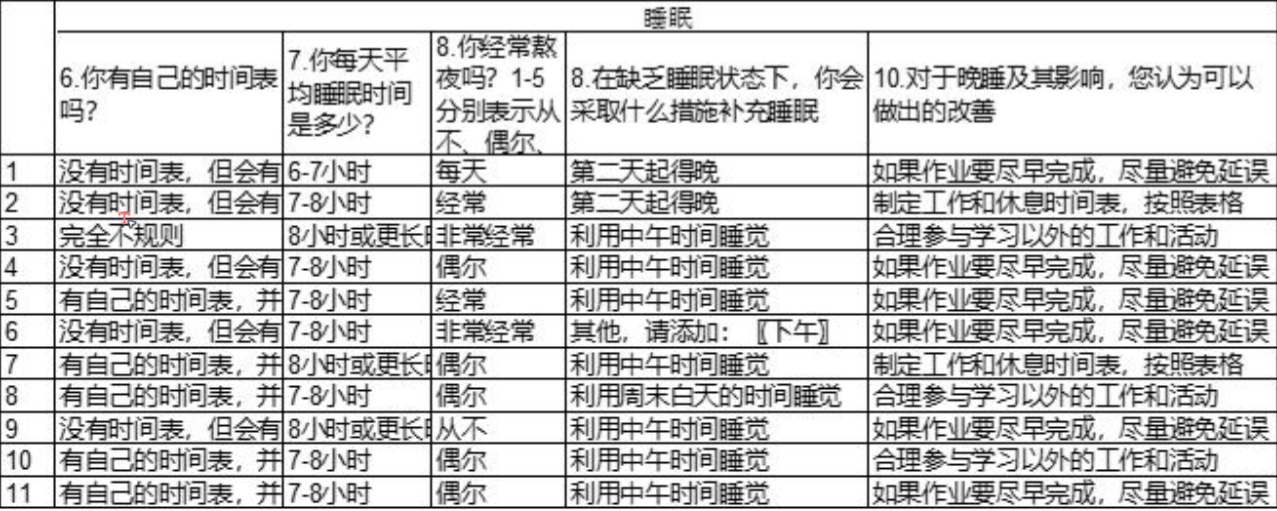 睡眠
6.你有自己的时间表吗? 7.你每天平均睡眠时间是多少? 8.你经常熬夜吗? 1-5分别表示从不、偶尔、 8.在缺乏睡眠状态下，你会采取什么措施补充睡眠 10.对于晚睡及其影响，您认为可以做出的改善
1 没有时间表，但会有 6-7小时 每天 第二天起得晚 如果作业要尽早完成，尽量避免延误
2 没有时间表，但会有 7-8小时 经常 第二天起得晚 制定工作和休息时间表，按照表格
3 完全不规则 8小时或更长 非常经常 利用中午时间睡觉 合理参与学习以外的工作和活动
4 没有时间表，但会有 7-8小时 偶尔 利用中午时间睡觉 如果作业要尽早完成，尽量避免延误
5 有自己的时间表，并 7-8小时 经常 利用中午时间睡觉 如果作业要尽早完成，尽量避免延误
6 没有时间表，但会有 7-8小时 非常经常 其他，请添加：〖下午〗 如果作业要尽早完成，尽量避免延误
7 有自己的时间表，并 8小时或更长 偶尔 利用中午时间睡觉 制定工作和休息时间表，按照表格
8 有自己的时间表，并 7-8小时 偶尔 利用周末白天的时间睡觉 合理参与学习以外的工作和活动
9 没有时间表，但会有 8小时或更长 从不 利用中午时间睡觉 如果作业要尽早完成，尽量避免延误
10 有自己的时间表，并 7-8小时 偶尔 利用中午时间睡觉 合理参与学习以外的工作和活动
11 有自己的时间表，并 7-8小时 偶尔 利用中午时间睡觉 如果作业要尽早完成，尽量避免延误